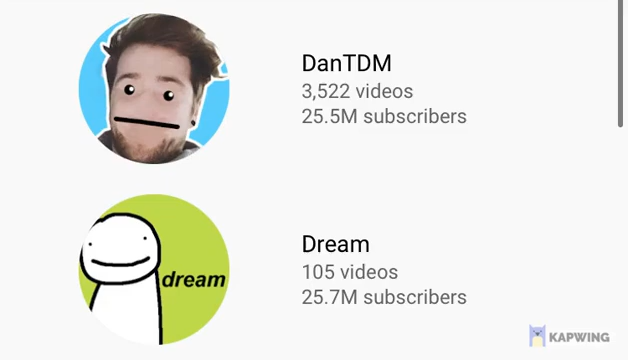 DanTDM
3,522 videos
25.5M subscribers
dream
Dream
105 videos
25.7M subscribers
KAPWING